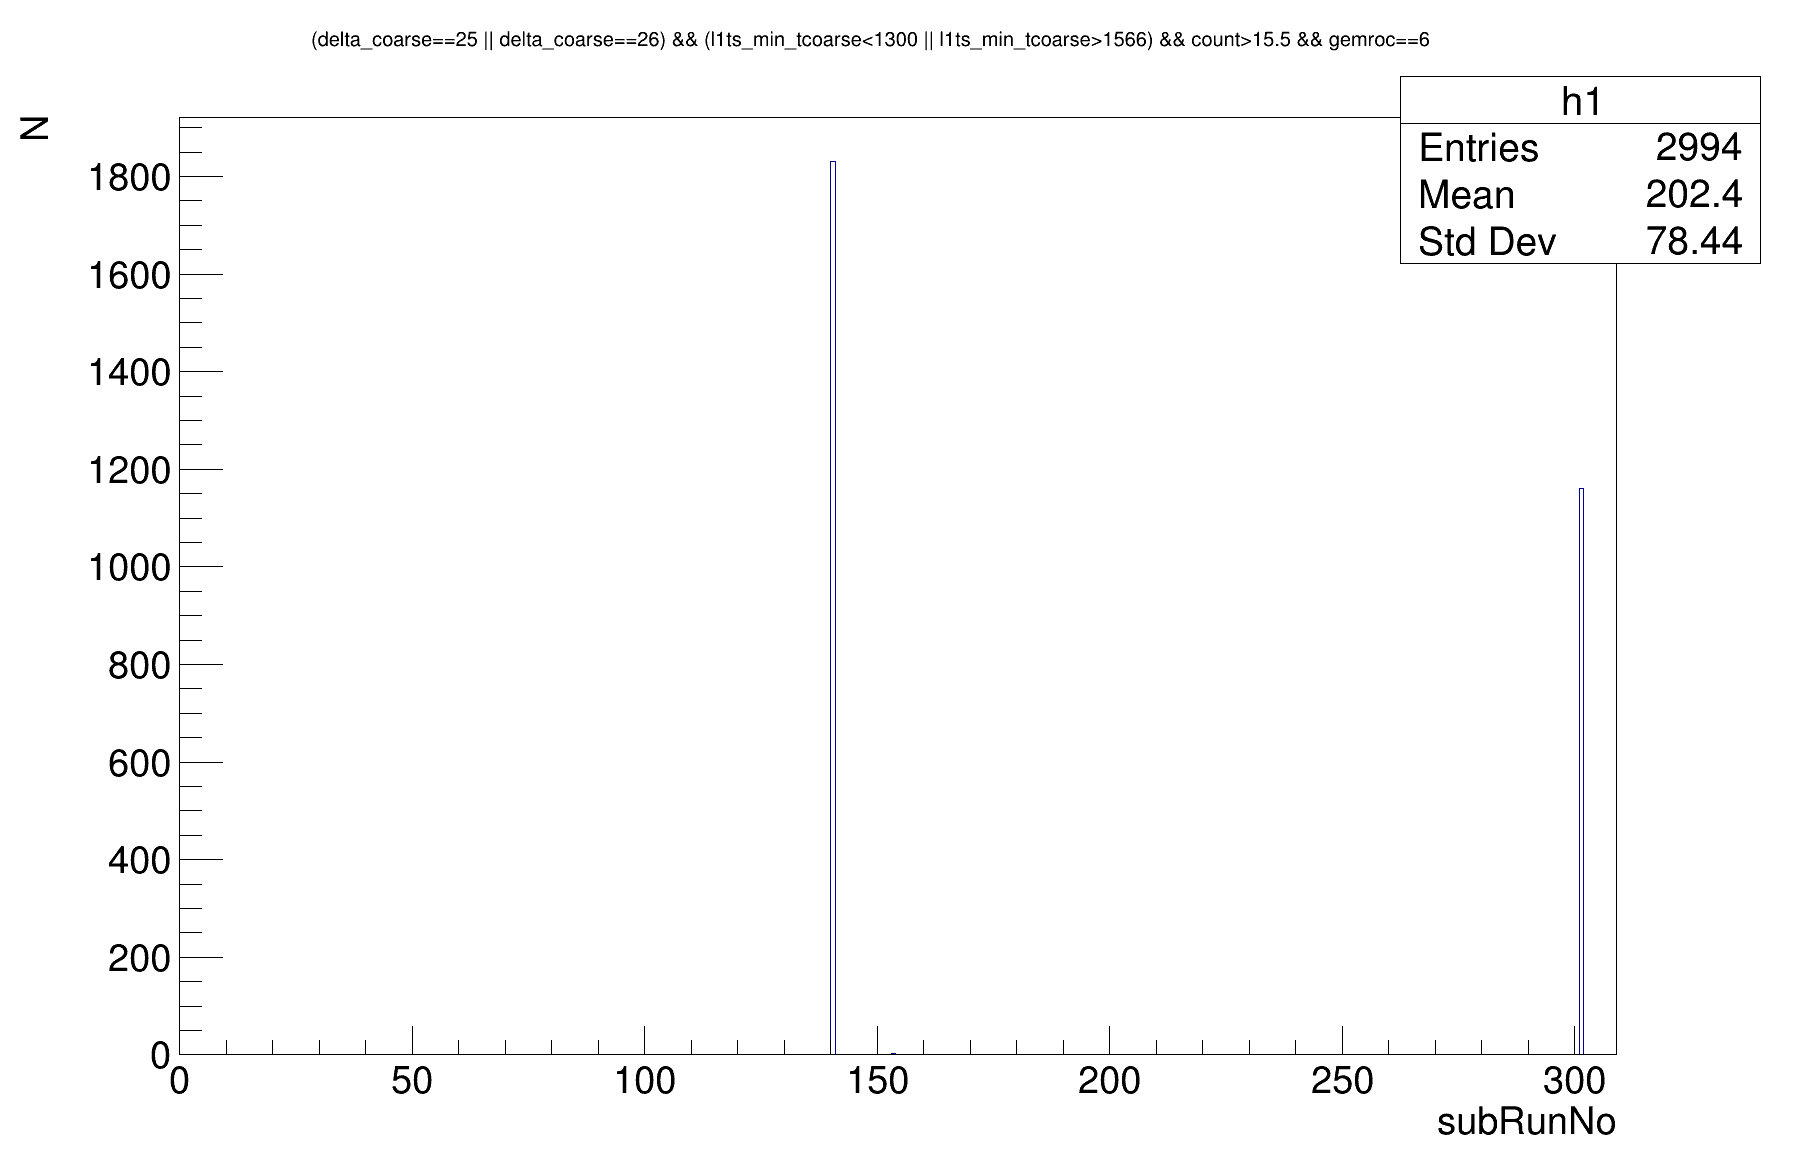 (delta_coarse==25 || delta_coarse==26) && (l1ts_min_tcoarse<1300 || l1ts_min_tcoarse>1566) && count>15.5 && gemroc==6
h1
Entries 2994
Mean 202.4
Std Dev 78.44
N
1800
1600
1400
1200
1000
800
600
400
200
0
0 50 100 150 200 250 300
subRunNo